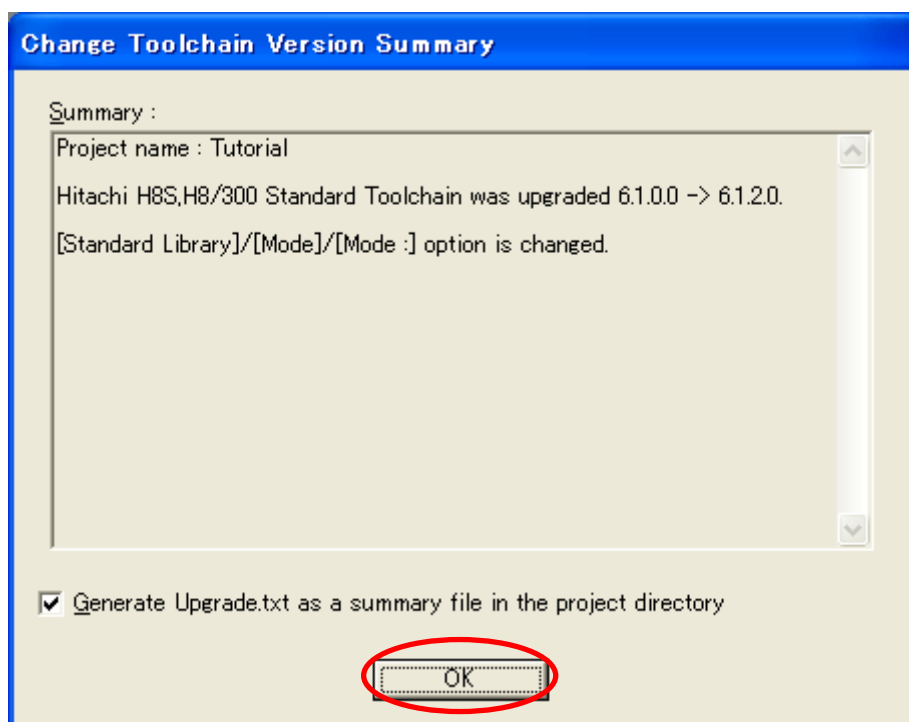 Change Toolchain Version Summary
Summary :
Project name : Tutorial
Hitachi H8S,H8/300 Standard Toolchain was upgraded 6.1.0.0 -> 6.1.2.0.
[Standard Library]/[Mode]/[Mode :] option is changed.
Generate Upgrade.txt as a summary file in the project directory
OK